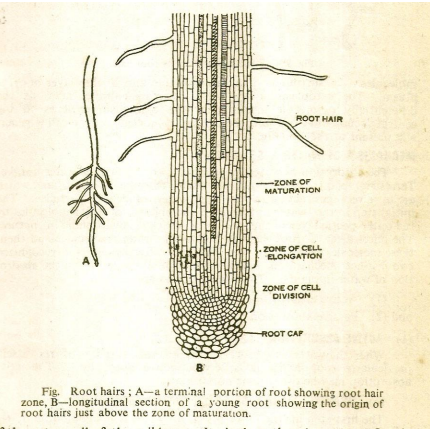 ROOT HAIR
ZONE OF
MATURATION
ZONE OF CELL
ELONGATION
ZONE OF CELL
DIVISION
ROOT CAP
A
B
Fig. Root hairs ; A—a terminal portion of root showing root hair
zone, B—longitudinal section of a young root showing the origin of
root hairs just above the zone of maturation.